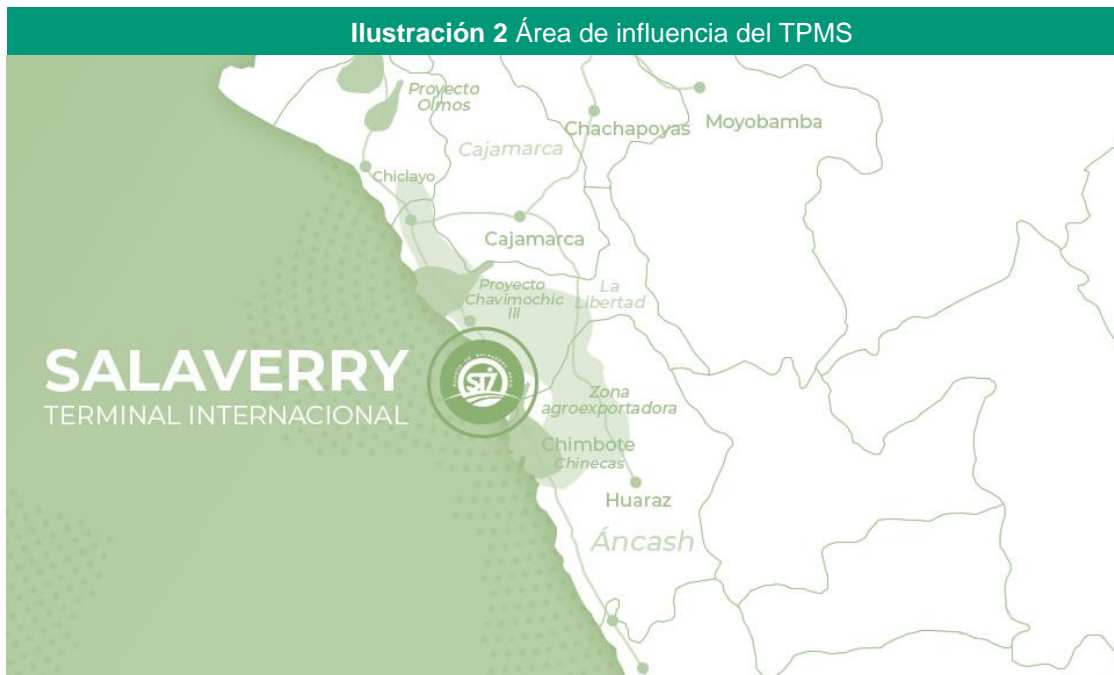 Ilustración 2 Área de influencia del TPMS
Proyecto
Olmos
Chachapoyas
Moyobamba
Cajamarca
Chiclayo
Cajamarca
Proyecto
Chavimochic
III
La
Libertad
SALAVERRY
TERMINAL INTERNACIONAL
STI
Zona
agroexportadora
Chimbote
Chinecas
Huaraz
Áncash